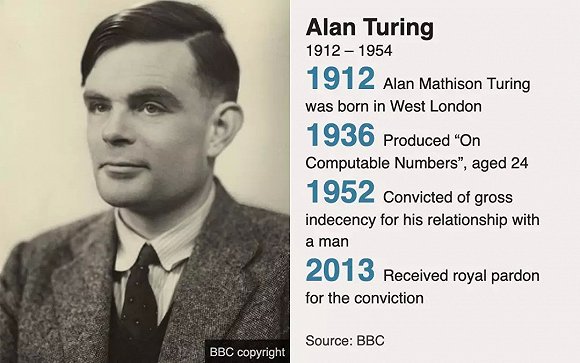 Alan Turing
1912 – 1954
1912 Alan Mathison Turing
was born in West London
1936 Produced “On
Computable Numbers”, aged 24
1952 Convicted of gross
indecency for his relationship with
a man
2013 Received royal pardon
for the conviction
Source: BBC
BBC copyright